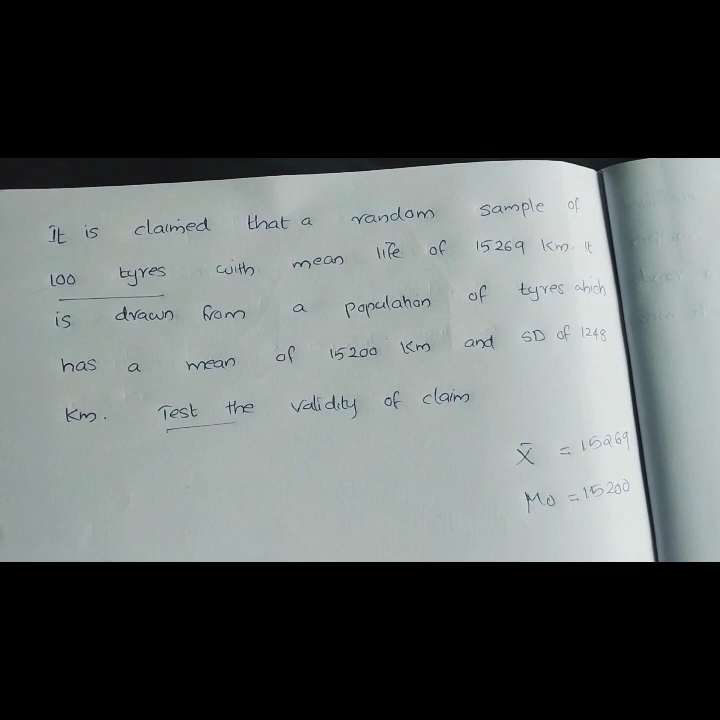 It is claimed that a random sample of
100 tyres with mean life of 15269 km. It
is drawn from a population of tyres which
has a mean of 15200 Km and SD of 1248
Km. Test the validity of claim
X̄ = 15269
μ0 = 15200